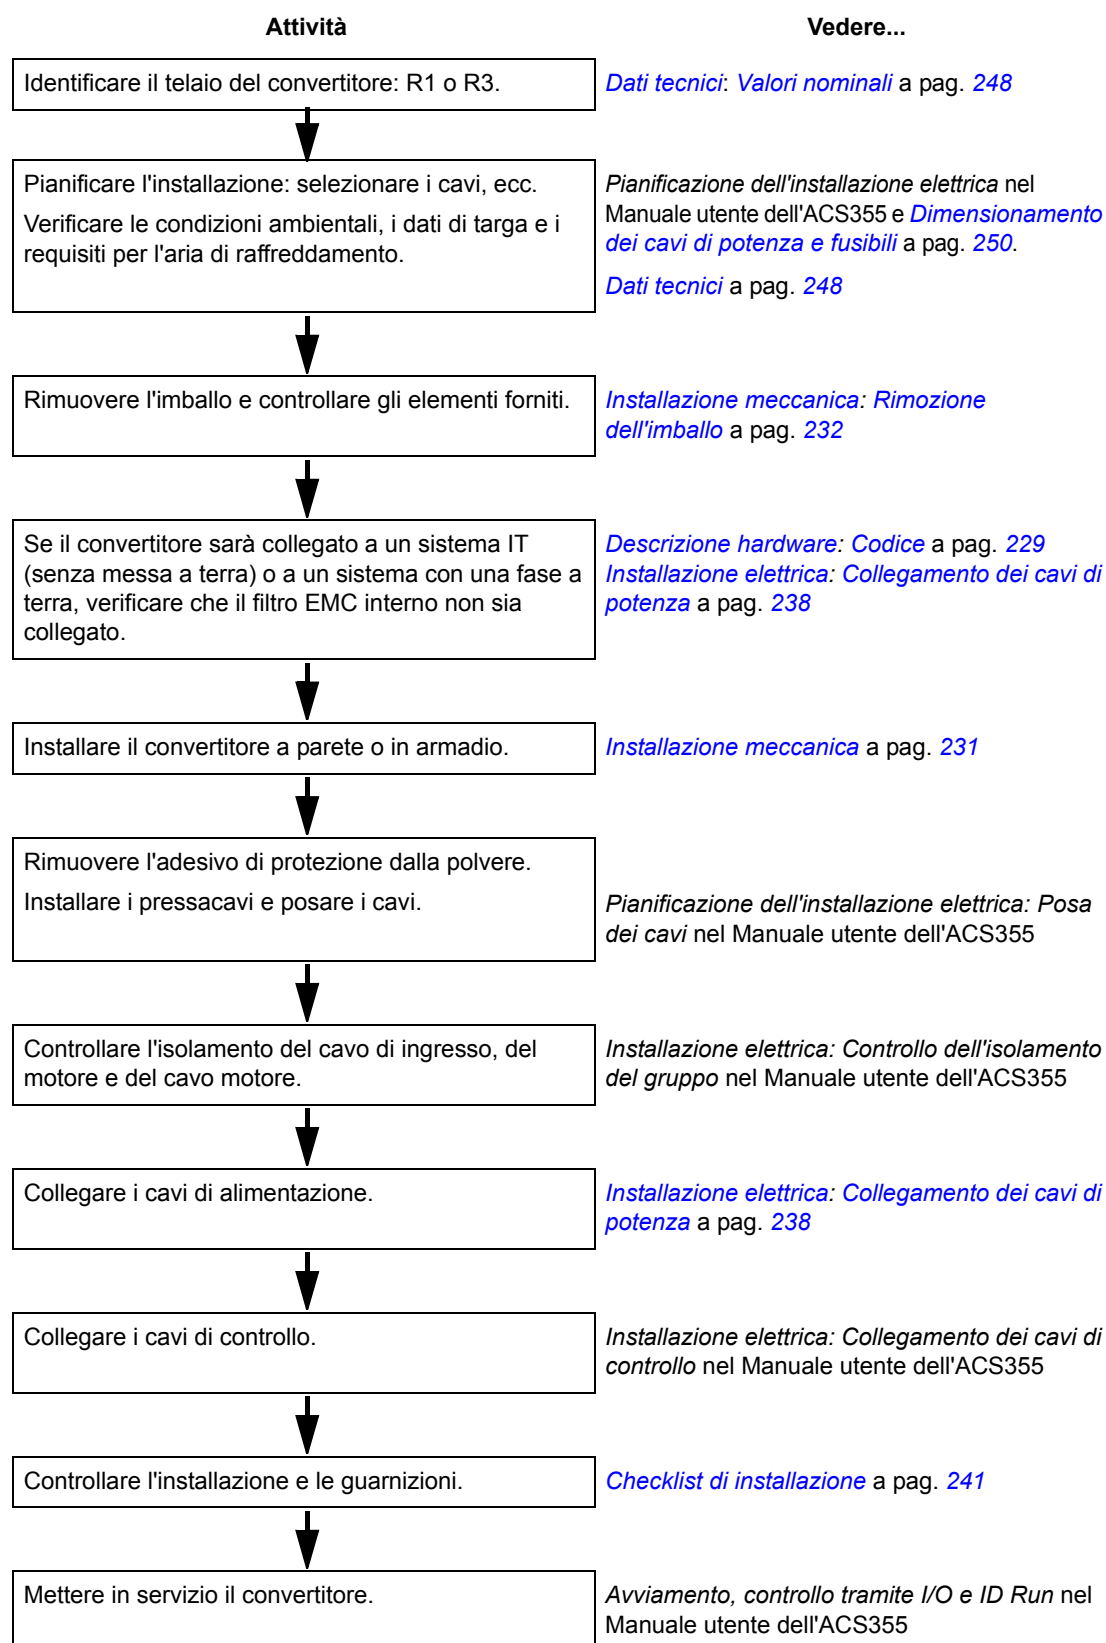 Attività
Vedere...
Identificare il telaio del convertitore: R1 o R3.
Dati tecnici: Valori nominali a pag. 248
Pianificare l'installazione: selezionare i cavi, ecc.
Verificare le condizioni ambientali, i dati di targa e i
requisiti per l'aria di raffreddamento.
Pianificazione dell'installazione elettrica nel
Manuale utente dell'ACS355 e Dimensionamento
dei cavi di potenza e fusibili a pag. 250.
Dati tecnici a pag. 248
Rimuovere l'imballo e controllare gli elementi forniti.
Installazione meccanica: Rimozione
dell'imballo a pag. 232
Se il convertitore sarà collegato a un sistema IT
(senza messa a terra) o a un sistema con una fase a
terra, verificare che il filtro EMC interno non sia
collegato.
Descrizione hardware: Codice a pag. 229
Installazione elettrica: Collegamento dei cavi di
potenza a pag. 238
Installare il convertitore a parete o in armadio.
Installazione meccanica a pag. 231
Rimuovere l'adesivo di protezione dalla polvere.
Installare i pressacavi e posare i cavi.
Pianificazione dell'installazione elettrica: Posa
dei cavi nel Manuale utente dell'ACS355
Controllare l'isolamento del cavo di ingresso, del
motore e del cavo motore.
Installazione elettrica: Controllo dell'isolamento
del gruppo nel Manuale utente dell'ACS355
Collegare i cavi di alimentazione.
Installazione elettrica: Collegamento dei cavi di
potenza a pag. 238
Collegare i cavi di controllo.
Installazione elettrica: Collegamento dei cavi di
controllo nel Manuale utente dell'ACS355
Controllare l'installazione e le guarnizioni.
Checklist di installazione a pag. 241
Mettere in servizio il convertitore.
Avviamento, controllo tramite I/O e ID Run nel
Manuale utente dell'ACS355